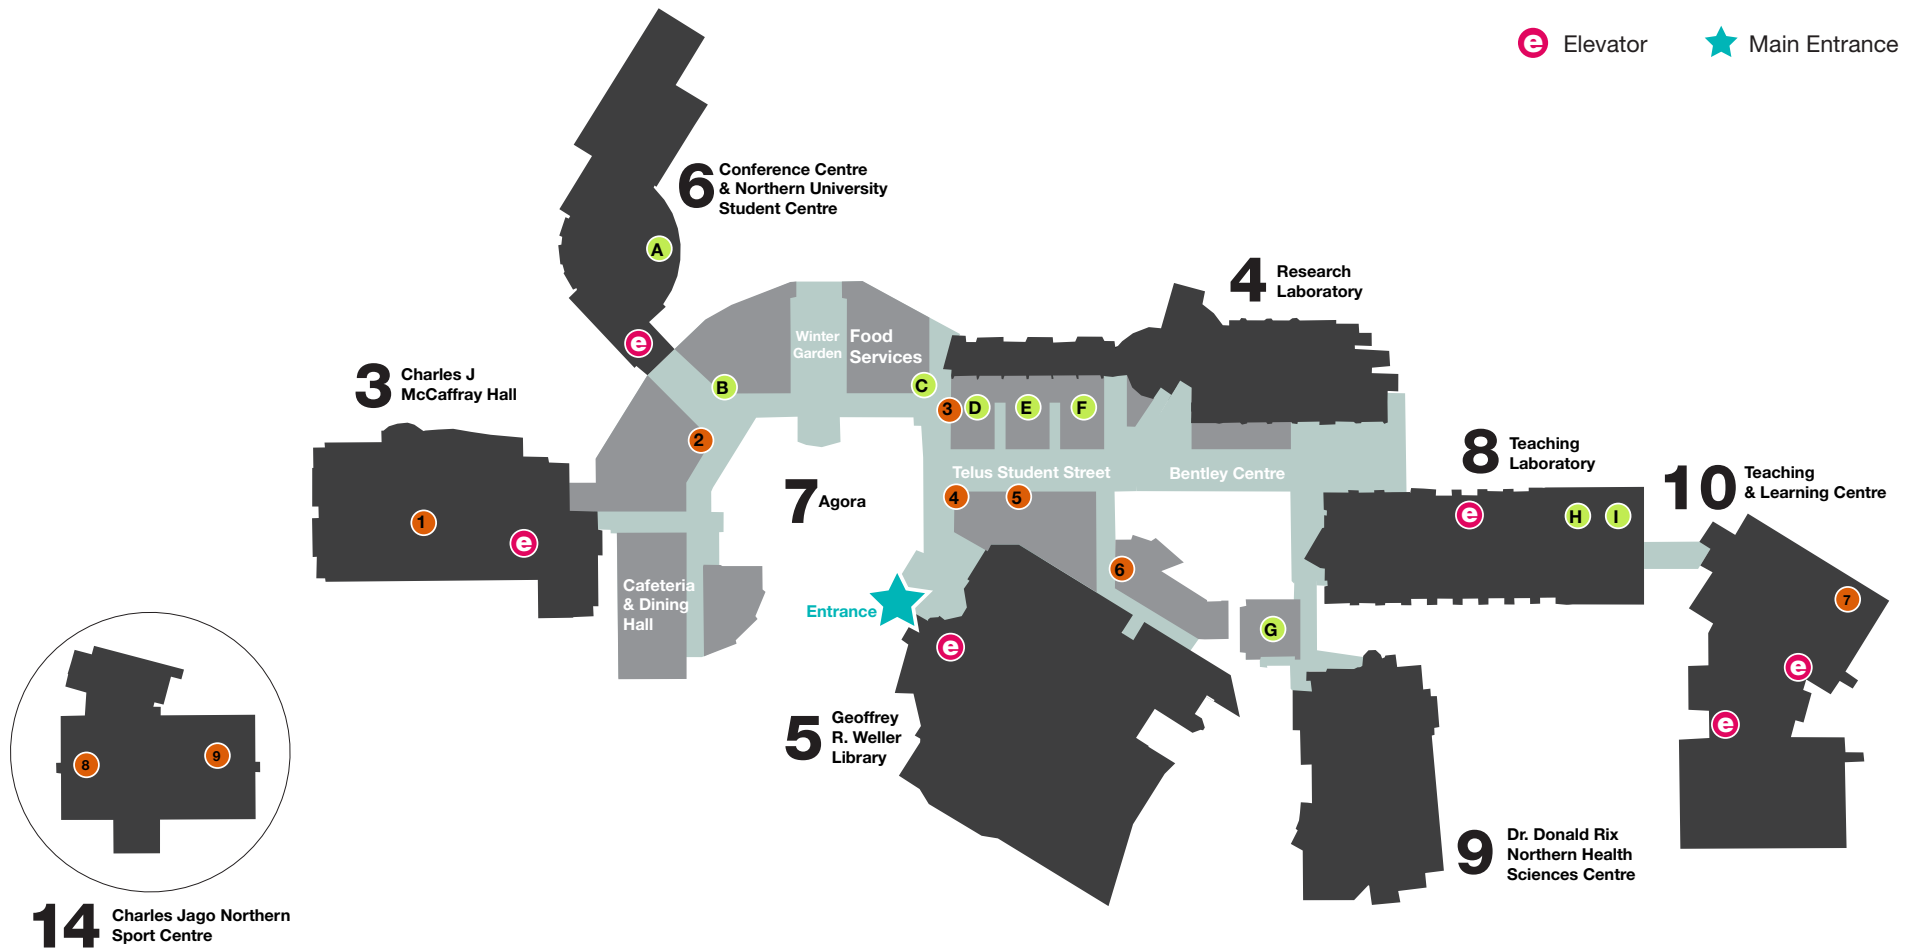 e Elevator
Main Entrance
6 Conference Centre
& Northern University
Student Centre
A
e
4 Research
Laboratory
Winter
Garden
Food
Services
3 Charles J
McCaffray Hall
B
C
3
D
E
F
2
Telus Student Street
Bentley Centre
8 Teaching
Laboratory
10 Teaching
& Learning Centre
7 Agora
4
5
1
e
e
H
I
6
Cafeteria
& Dining
Hall
Entrance
e
G
7
e
e
5 Geoffrey
R. Weller
Library
8
9
9 Dr. Donald Rix
Northern Health
Sciences Centre
14 Charles Jago Northern
Sport Centre